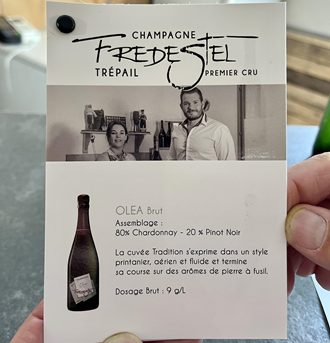 CHAMPAGNE
FREDESTEL
TRÉPAIL PREMIER CRU
OLEA Brut
Assemblage :
80% Chardonnay - 20 % Pinot Noir
La cuvée Tradition s'exprime dans un style
printanier, aérien et fluide et termine
sa course sur des arômes de pierre à fusil.
Dosage Brut : 9 g/L